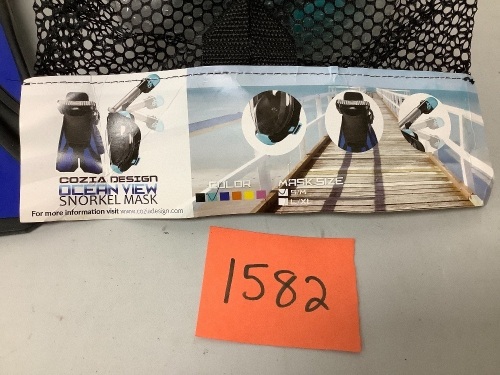 COZIA DESIGN
OCEAN VIEW
SNORKEL MASK
For more information visit www.coziadesign.com
COLOR
MASK SIZE
S/M
L/XL
1582